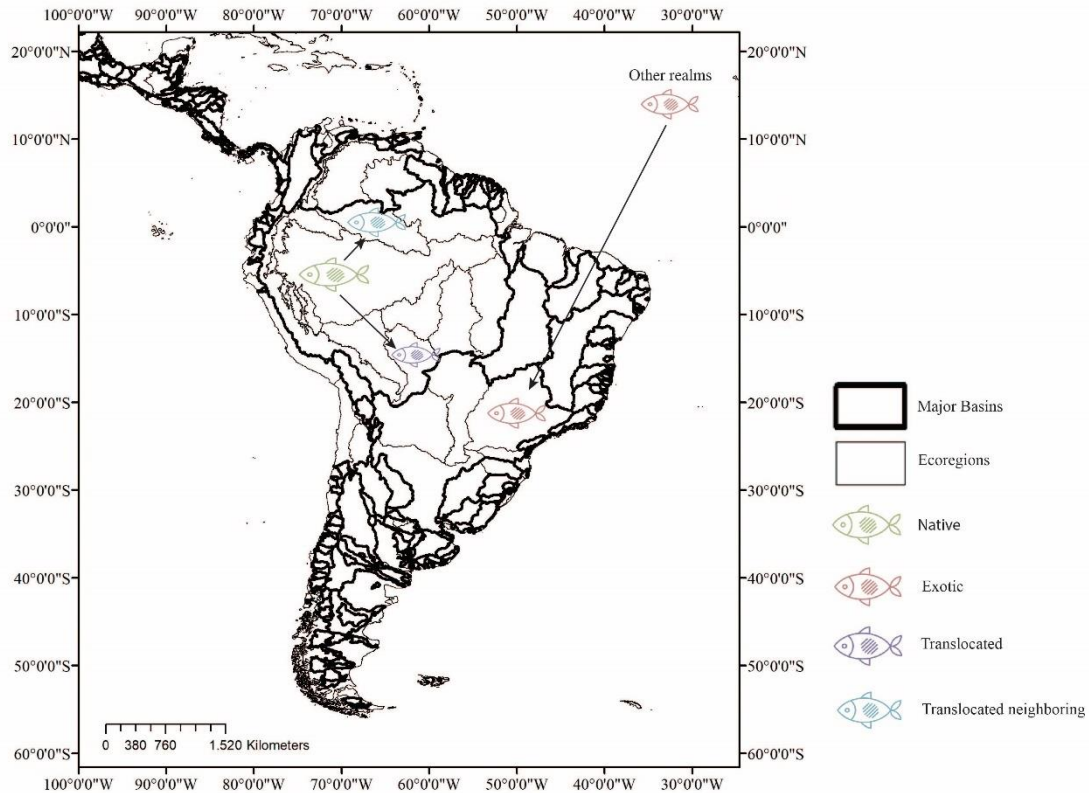 100°0'0"W 90°0'0"W 80°0'0"W 70°0'0"W 60°0'0"W 50°0'0"W 40°0'0"W 30°0'0"W
20°0'0"N 20°0'0"N
Other realms
10°0'0"N 10°0'0"N
0°0'0" 0°0'0"
10°0'0"S 10°0'0"S
20°0'0"S 20°0'0"S
30°0'0"S 30°0'0"S
40°0'0"S 40°0'0"S
50°0'0"S 50°0'0"S
60°0'0"S 60°0'0"S
0 380 760 1.520 Kilometers
100°0'0"W 90°0'0"W 80°0'0"W 70°0'0"W 60°0'0"W 50°0'0"W 40°0'0"W 30°0'0"W
Major Basins
Ecoregions
Native
Exotic
Translocated
Translocated neighboring